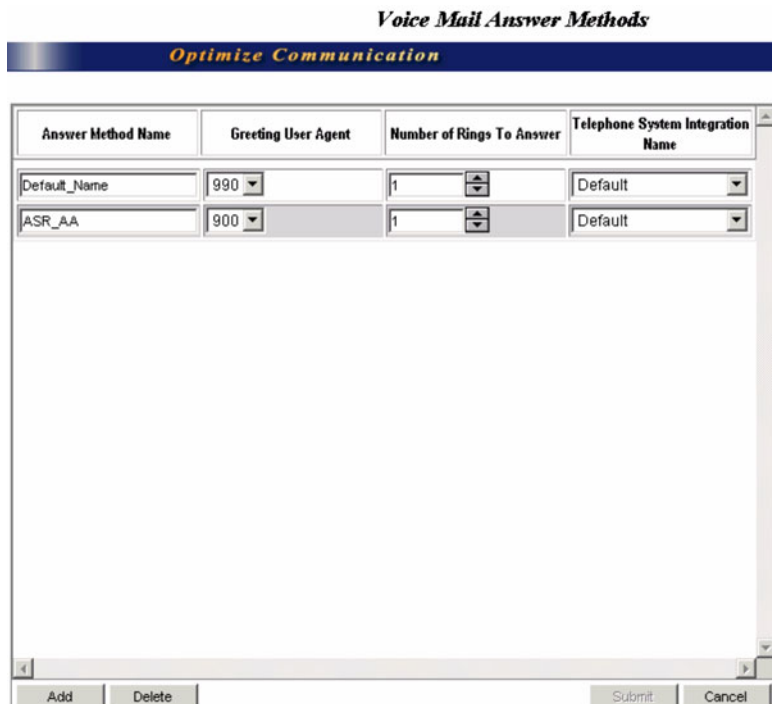 Voice Mail Answer Methods
Optimize Communication
Answer Method Name Greeting User Agent Number of Rings To Answer Telephone System Integration Name
Default_Name 990 1 Default
ASR_AA 900 1 Default
Add Delete Submit Cancel